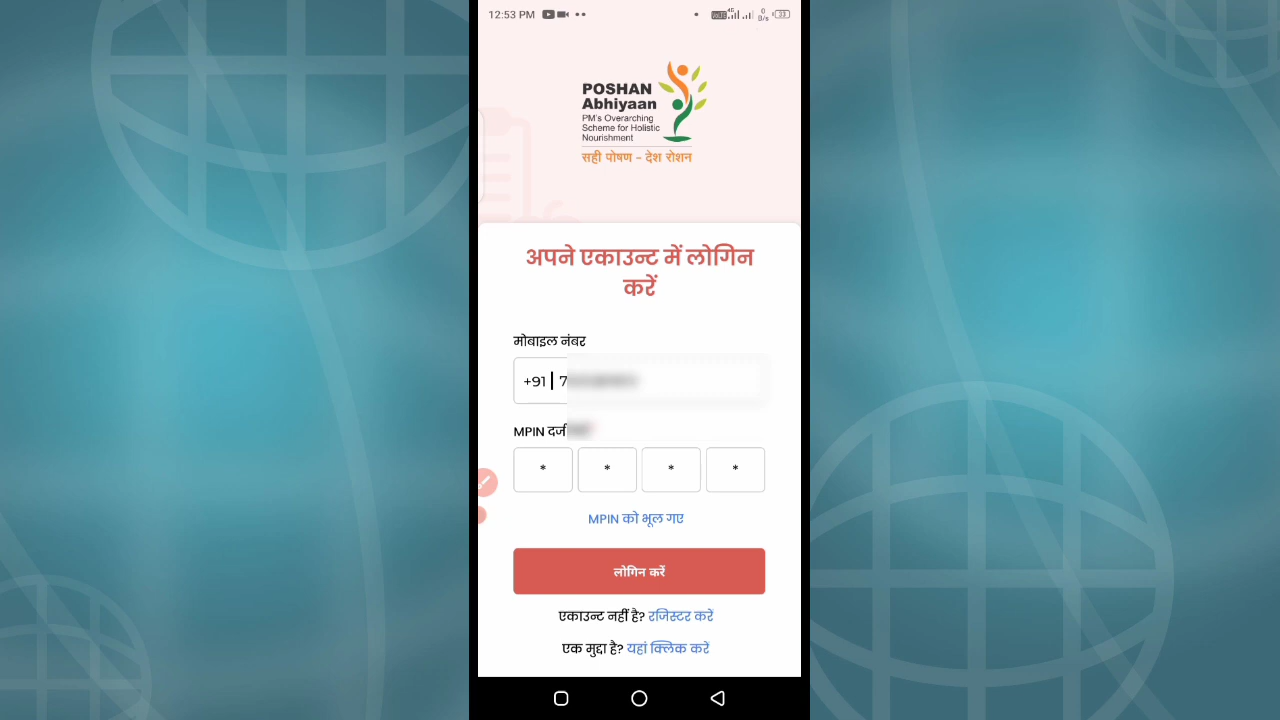 12:53 PM
POSHAN
Abhiyaan
PM's Overarching
Scheme for Holistic
Nourishment
सही पोषण - देश रोशन
अपने एकाउन्ट में लोगिन
करें
मोबाइल नंबर
+91 7
MPIN दर्ज
* * * *
MPIN को भूल गए
लोगिन करें
एकाउन्ट नहीं है? रजिस्टर करें
एक मुद्दा है? यहां क्लिक करें